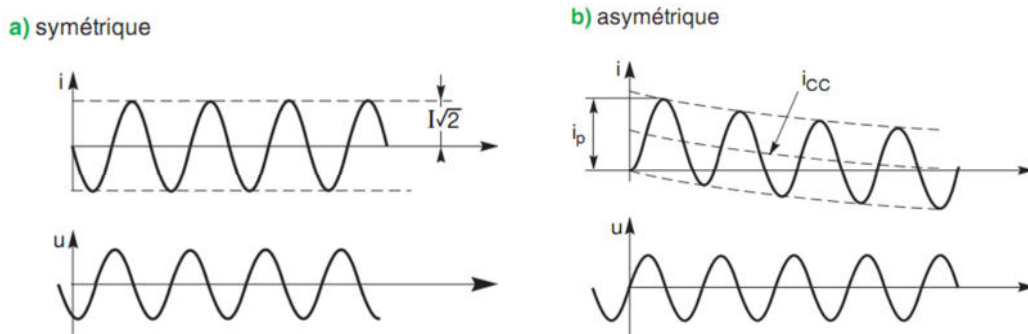 a) symétrique
i
I√2
u
b) asymétrique
i
iCC
ip
u